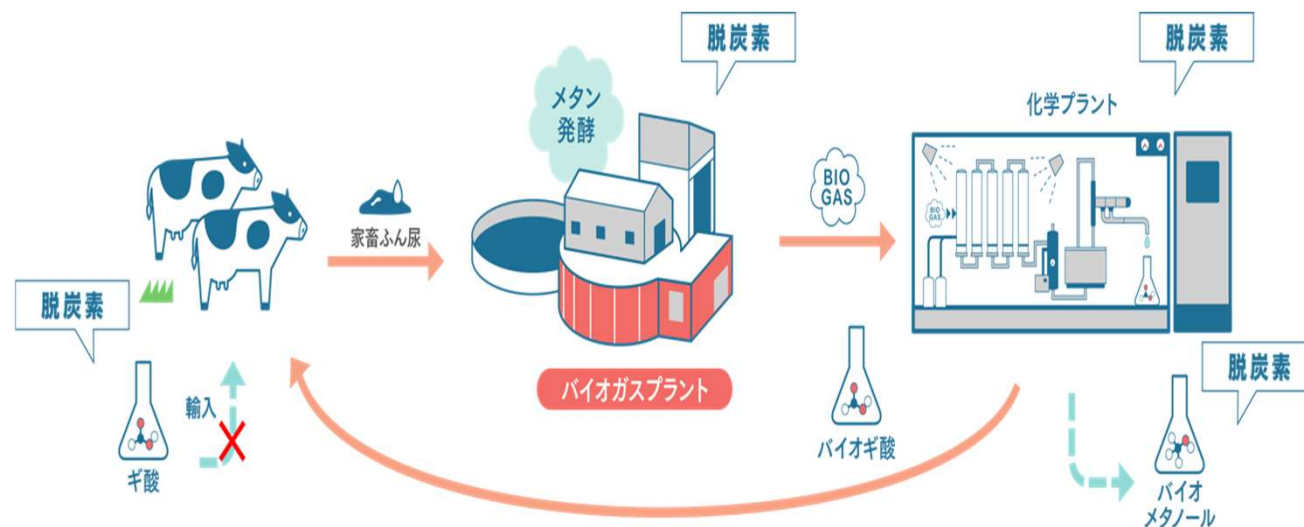 脱炭素
脱炭素
メタン
発酵
化学プラント
BIO
GAS
BIO
GAS
家畜ふん尿
脱炭素
バイオガスプラント
脱炭素
輸入
ギ酸
バイオギ酸
バイオ
メタノール